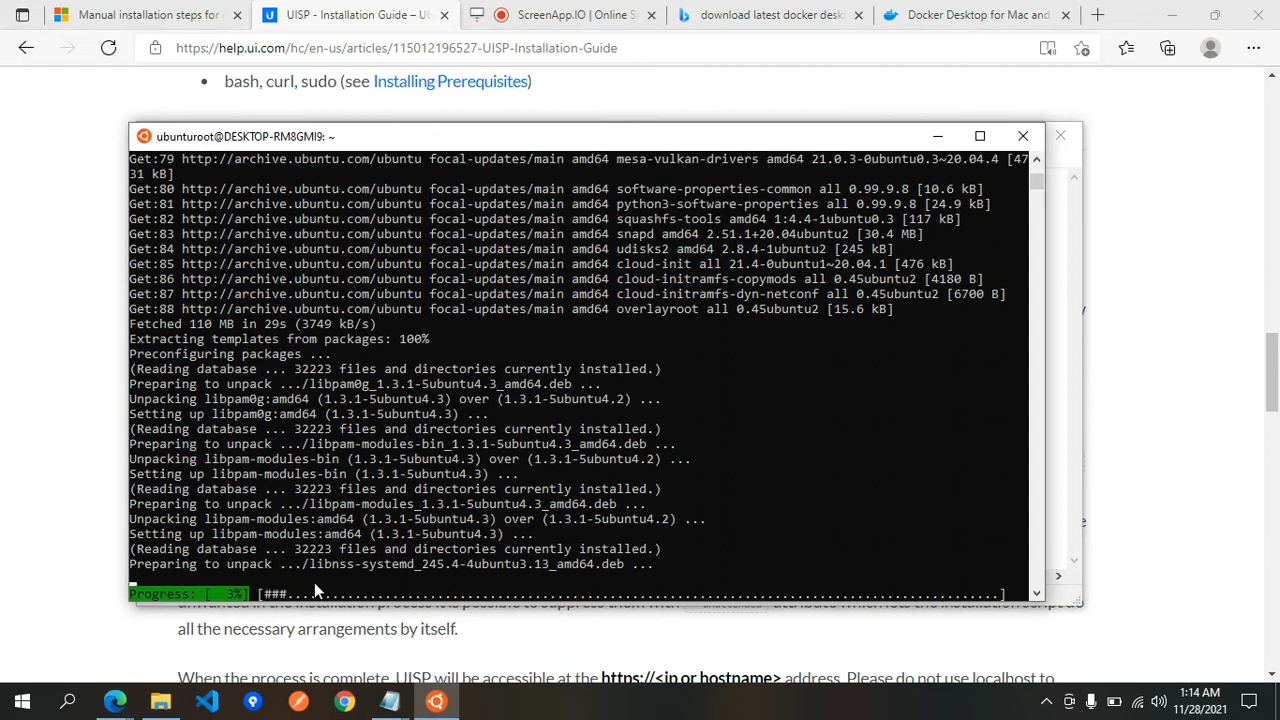 Manual installation steps for
UISP - Installation Guide – Ub
ScreenApp.IO | Online S
download latest docker desk
Docker Desktop for Mac and
https://help.ui.com/hc/en-us/articles/115012196527-UISP-Installation-Guide
bash, curl, sudo (see Installing Prerequisites)
ubunturoot@DESKTOP-RM8GMI9: ~
Get:79 http://archive.ubuntu.com/ubuntu focal-updates/main amd64 mesa-vulkan-drivers amd64 21.0.3-0ubuntu0.3~20.04.4 [47
31 kB]
Get:80 http://archive.ubuntu.com/ubuntu focal-updates/main amd64 software-properties-common all 0.99.9.8 [10.6 kB]
Get:81 http://archive.ubuntu.com/ubuntu focal-updates/main amd64 python3-software-properties all 0.99.9.8 [24.9 kB]
Get:82 http://archive.ubuntu.com/ubuntu focal-updates/main amd64 squashfs-tools amd64 1:4.4-1ubuntu0.3 [117 kB]
Get:83 http://archive.ubuntu.com/ubuntu focal-updates/main amd64 snapd amd64 2.51.1+20.04ubuntu2 [30.4 MB]
Get:84 http://archive.ubuntu.com/ubuntu focal-updates/main amd64 udisks2 amd64 2.8.4-1ubuntu2 [245 kB]
Get:85 http://archive.ubuntu.com/ubuntu focal-updates/main amd64 cloud-init all 21.4-0ubuntu1~20.04.1 [476 kB]
Get:86 http://archive.ubuntu.com/ubuntu focal-updates/main amd64 cloud-initramfs-copymods all 0.45ubuntu2 [4180 B]
Get:87 http://archive.ubuntu.com/ubuntu focal-updates/main amd64 cloud-initramfs-dyn-netconf all 0.45ubuntu2 [6700 B]
Get:88 http://archive.ubuntu.com/ubuntu focal-updates/main amd64 overlayroot all 0.45ubuntu2 [15.6 kB]
Fetched 110 MB in 29s (3749 kB/s)
Extracting templates from packages: 100%
Preconfiguring packages ...
(Reading database ... 32223 files and directories currently installed.)
Preparing to unpack .../libpam0g_1.3.1-5ubuntu4.3_amd64.deb ...
Unpacking libpam0g:amd64 (1.3.1-5ubuntu4.3) over (1.3.1-5ubuntu4.2) ...
Setting up libpam0g:amd64 (1.3.1-5ubuntu4.3) ...
(Reading database ... 32223 files and directories currently installed.)
Preparing to unpack .../libpam-modules-bin_1.3.1-5ubuntu4.3_amd64.deb ...
Unpacking libpam-modules-bin (1.3.1-5ubuntu4.3) over (1.3.1-5ubuntu4.2) ...
Setting up libpam-modules-bin (1.3.1-5ubuntu4.3) ...
(Reading database ... 32223 files and directories currently installed.)
Preparing to unpack .../libpam-modules_1.3.1-5ubuntu4.3_amd64.deb ...
Unpacking libpam-modules:amd64 (1.3.1-5ubuntu4.3) over (1.3.1-5ubuntu4.2) ...
Setting up libpam-modules:amd64 (1.3.1-5ubuntu4.3) ...
(Reading database ... 32223 files and directories currently installed.)
Preparing to unpack .../libnss-systemd_245.4-4ubuntu3.13_amd64.deb ...
Progress: [  3%] [###...............................................................................................]
all the necessary arrangements by itself.
When the process is complete, UISP will be accessible at the https://<ip or hostname> address. Please do not use localhost to
1:14 AM
11/28/2021